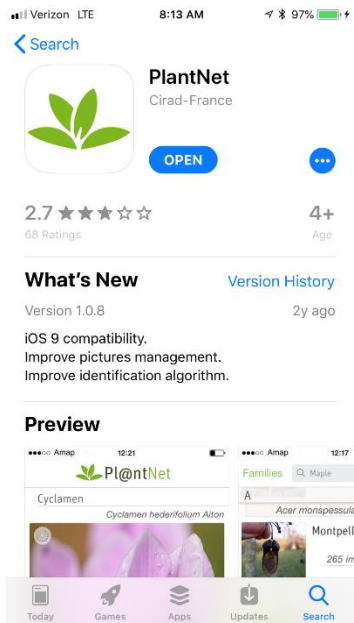 Verizon LTE 8:13 AM 97%
Search
PlantNet
Cirad-France
OPEN
2.7 4+
68 Ratings Age
What's New Version History
Version 1.0.8 2y ago
iOS 9 compatibility.
Improve pictures management.
Improve identification algorithm.
Preview
Amap 12:21
Pl@ntNet
Cyclamen
Cyclamen hederifolium Aiton
Amap 12:17
Families Maple
A
Acer monspessula
Montpell
265 im
Today Games Apps Updates Search